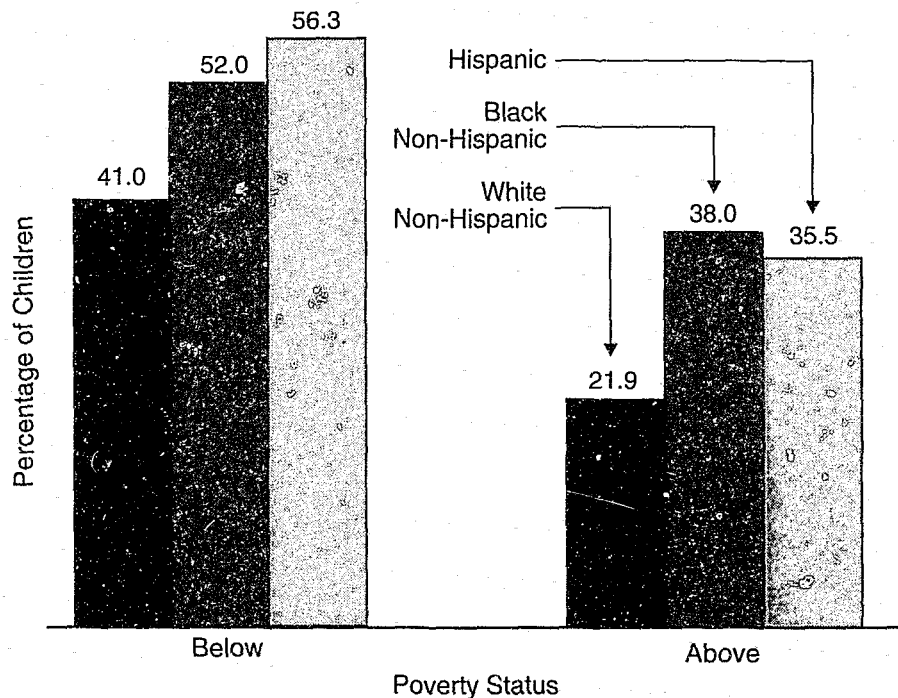 56.3
52.0
41.0
Hispanic
Black
Non-Hispanic
White
Non-Hispanic
38.0
35.5
21.9
Percentage of Children
Below
Above
Poverty Status